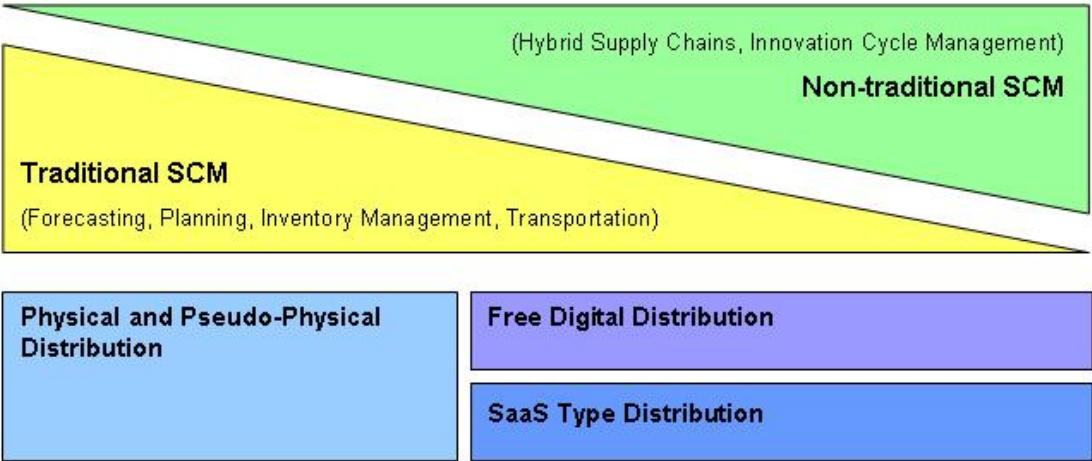 (Hybrid Supply Chains, Innovation Cycle Management)
Non-traditional SCM
Traditional SCM
(Forecasting, Planning, Inventory Management, Transportation)
Physical and Pseudo-Physical
Distribution
Free Digital Distribution
SaaS Type Distribution